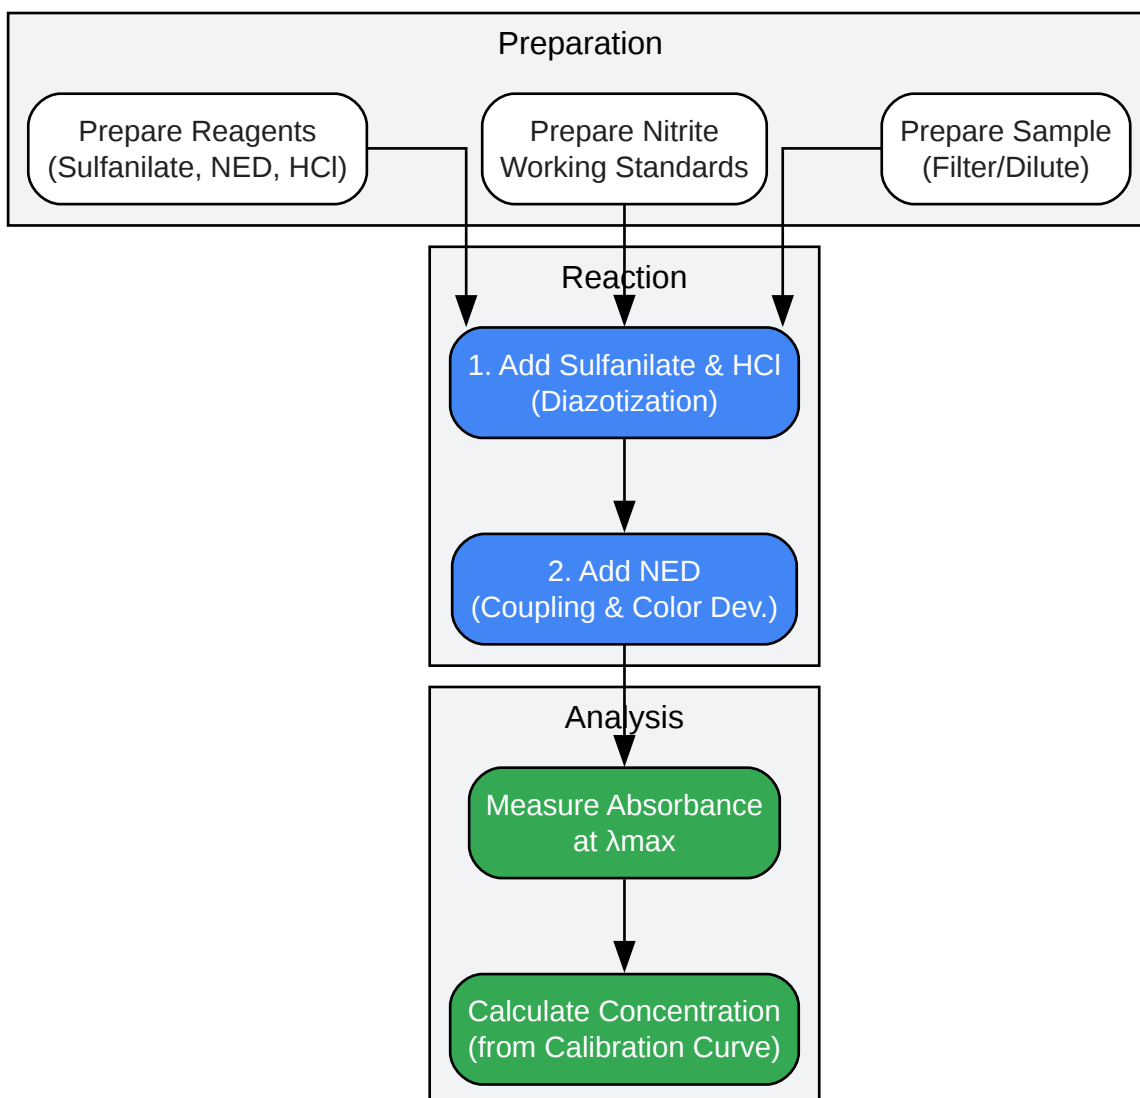 Preparation
Prepare Reagents
(Sulfanilate, NED, HCl)
Prepare Nitrite
Working Standards
Prepare Sample
(Filter/Dilute)
Reaction
1. Add Sulfanilate & HCl
(Diazotization)
2. Add NED
(Coupling & Color Dev.)
Analysis
Measure Absorbance
at λmax
Calculate Concentration
(from Calibration Curve)